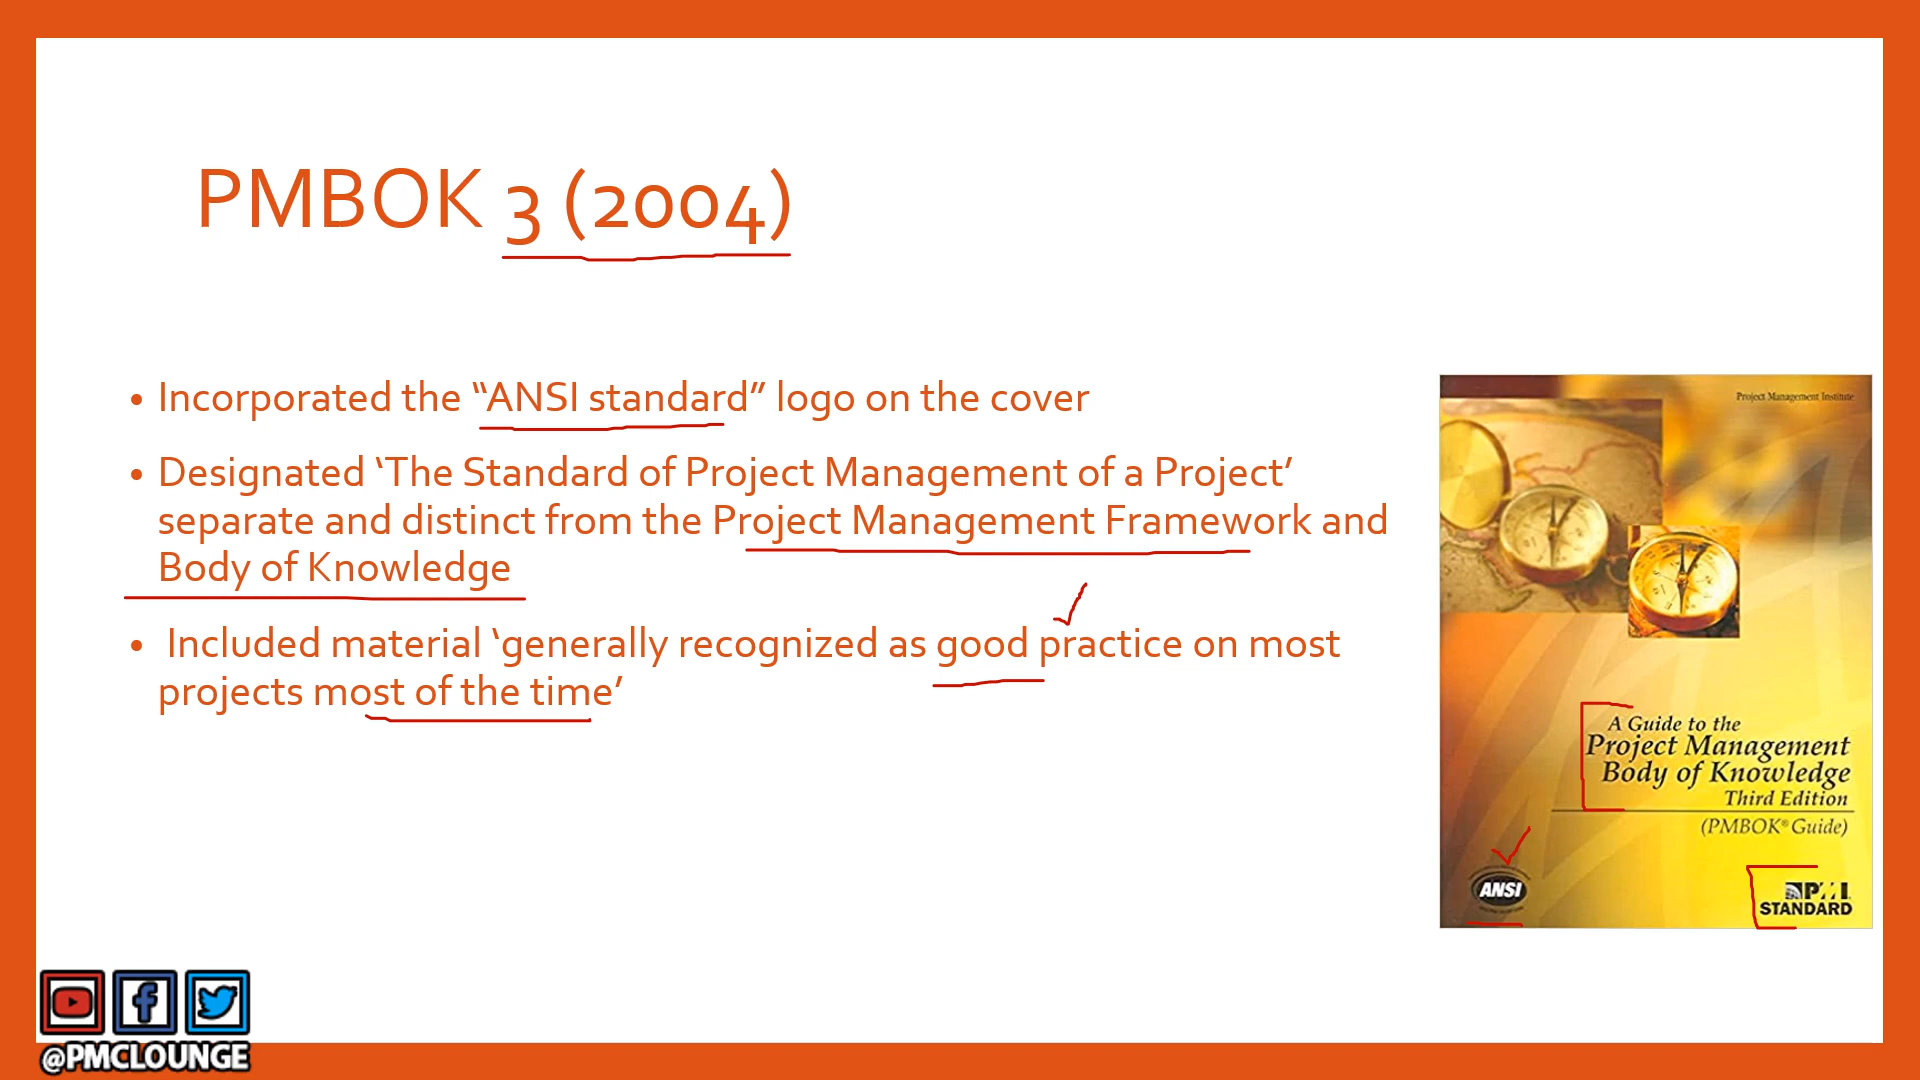 PMBOK 3 (2004)
• Incorporated the “ANSI standard” logo on the cover
• Designated ‘The Standard of Project Management of a Project’
separate and distinct from the Project Management Framework and
Body of Knowledge
• Included material ‘generally recognized as good practice on most
projects most of the time’
Project Management Institute
A Guide to the
Project Management
Body of Knowledge
Third Edition
(PMBOK® Guide)
ANSI
PMI
STANDARD
@PMCLOUNGE